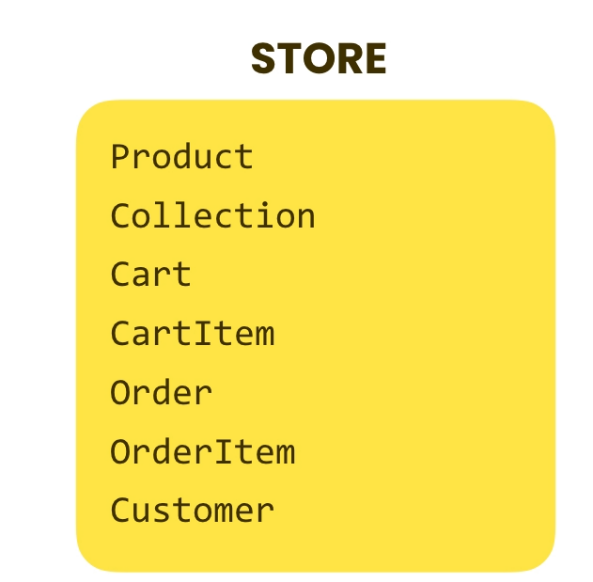 STORE
Product
Collection
Cart
CartItem
Order
OrderItem
Customer